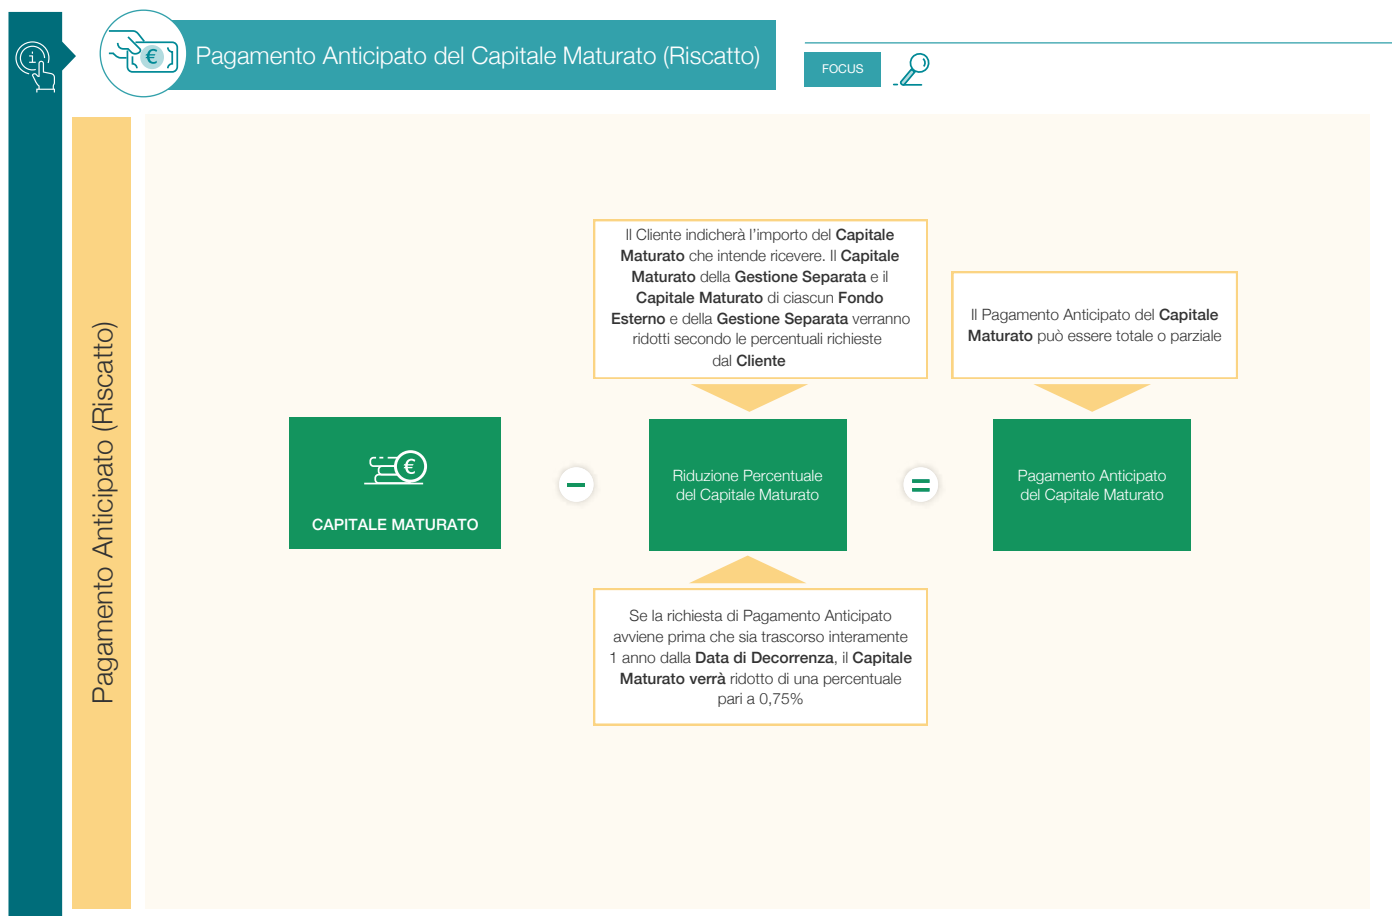 Pagamento Anticipato del Capitale Maturato (Riscatto)
FOCUS
Pagamento Anticipato (Riscatto)
Il Cliente indicherà l'importo del Capitale
Maturato che intende ricevere. Il Capitale
Maturato della Gestione Separata e il
Capitale Maturato di ciascun Fondo
Esterno e della Gestione Separata verranno
ridotti secondo le percentuali richieste
dal Cliente
Il Pagamento Anticipato del Capitale
Maturato può essere totale o parziale
CAPITALE MATURATO
Riduzione Percentuale
del Capitale Maturato
Pagamento Anticipato
del Capitale Maturato
Se la richiesta di Pagamento Anticipato
avviene prima che sia trascorso interamente
1 anno dalla Data di Decorrenza, il Capitale
Maturato verrà ridotto di una percentuale
pari a 0,75%